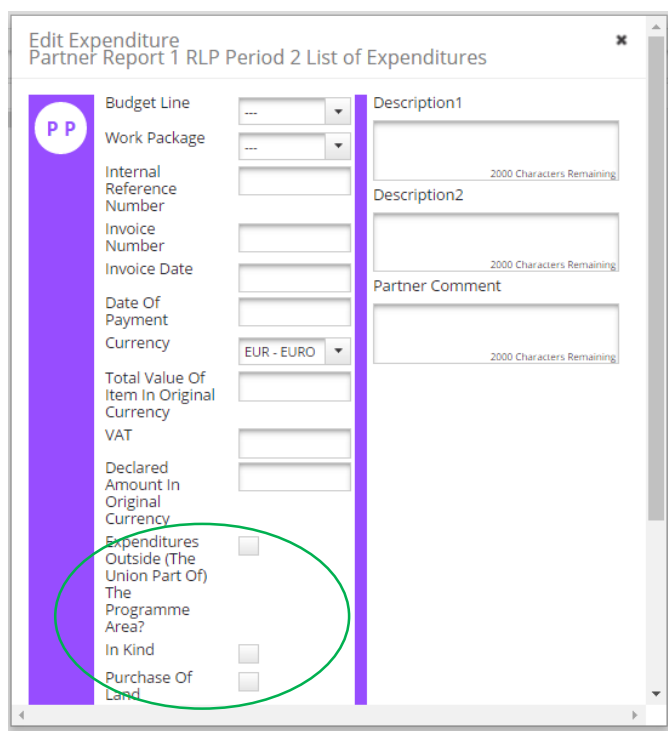 Edit Expenditure
Partner Report 1 RLP Period 2 List of Expenditures
P P
Budget Line
---
Work Package
---
Internal
Reference
Number
Invoice
Number
Invoice Date
Date Of
Payment
Currency
EUR - EURO
Total Value Of
Item In Original
Currency
VAT
Declared
Amount In
Original
Currency
Expenditures
Outside (The
Union Part Of)
The
Programme
Area?
In Kind
Purchase Of
Land
Description1
2000 Characters Remaining
Description2
2000 Characters Remaining
Partner Comment
2000 Characters Remaining